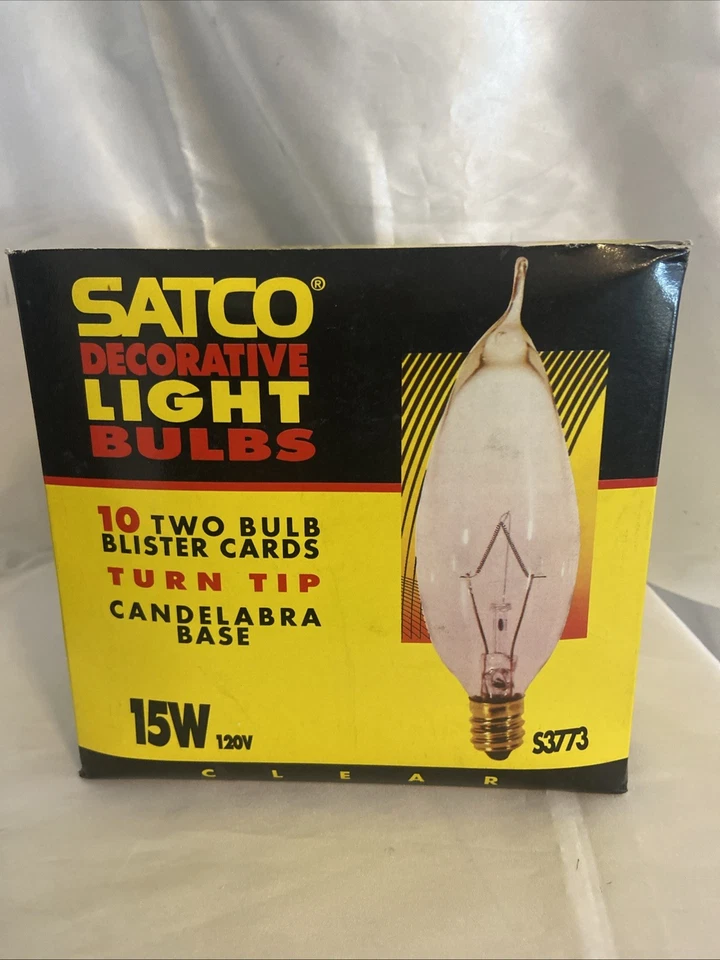 SATCO®
DECORATIVE
LIGHT
BULBS
10 TWO BULB
BLISTER CARDS
TURN TIP
CANDELABRA
BASE
15W 120V
S3773
CLEAR